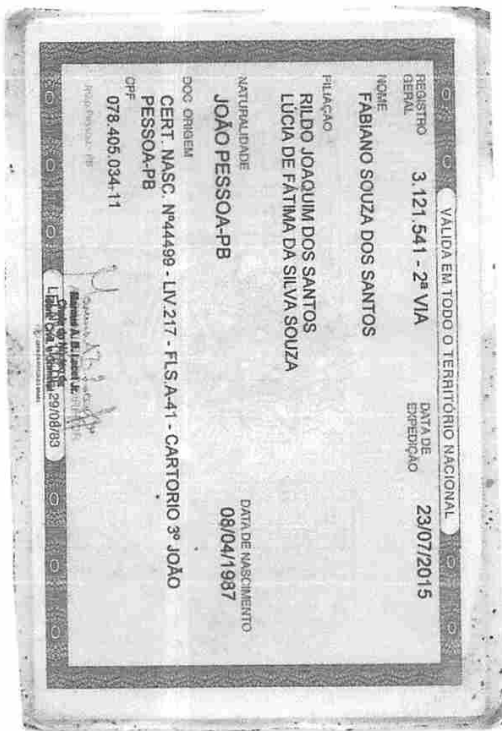 VÁLIDA EM TODO O TERRITÓRIO NACIONAL
REGISTRO GERAL 3.121.541 - 2ª VIA
DATA DE EXPEDIÇÃO 23/07/2015
NOME
FABIANO SOUZA DOS SANTOS
FILIAÇÃO
RILDO JOAQUIM DOS SANTOS
LÚCIA DE FÁTIMA DA SILVA SOUZA
NATURALIDADE
JOÃO PESSOA-PB
DATA DE NASCIMENTO
08/04/1987
DOC ORIGEM
CERT. NASC. Nº44499 - LIV.217 - FLS.A-41 - CARTORIO 3º JOÃO
PESSOA-PB
CPF
078.405.034-11
29/08/83